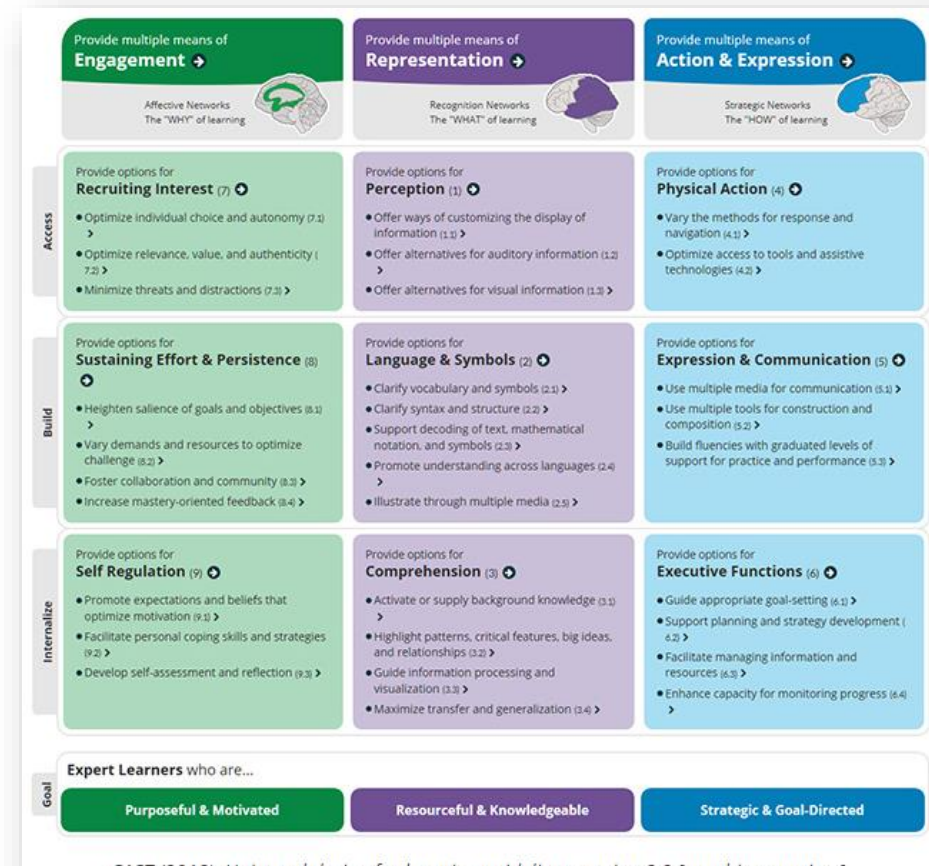 Provide multiple means of
Engagement
Affective Networks
The "WHY" of learning
Provide multiple means of
Representation
Recognition Networks
The "WHAT" of learning
Provide multiple means of
Action & Expression
Strategic Networks
The "HOW" of learning
Access
Provide options for
Recruiting Interest (7)
• Optimize individual choice and autonomy (7.1)
>
• Optimize relevance, value, and authenticity (
7.2) >
• Minimize threats and distractions (7.3) >
Provide options for
Perception (1)
• Offer ways of customizing the display of
information (1.1) >
• Offer alternatives for auditory information (1.2)
>
• Offer alternatives for visual information (1.3) >
Provide options for
Physical Action (4)
• Vary the methods for response and
navigation (4.1) >
• Optimize access to tools and assistive
technologies (4.2) >
Build
Provide options for
Sustaining Effort & Persistence (8)
• Heighten salience of goals and objectives (8.1)
>
• Vary demands and resources to optimize
challenge (8.2) >
• Foster collaboration and community (8.3) >
• Increase mastery-oriented feedback (8.4) >
Provide options for
Language & Symbols (2)
• Clarify vocabulary and symbols (2.1) >
• Clarify syntax and structure (2.2) >
• Support decoding of text, mathematical
notation, and symbols (2.3) >
• Promote understanding across languages (2.4)
>
• Illustrate through multiple media (2.5) >
Provide options for
Expression & Communication (5)
• Use multiple media for communication (5.1) >
• Use multiple tools for construction and
composition (5.2) >
• Build fluencies with graduated levels of
support for practice and performance (5.3) >
Internalize
Provide options for
Self Regulation (9)
• Promote expectations and beliefs that
optimize motivation (9.1) >
• Facilitate personal coping skills and strategies
(9.2) >
• Develop self-assessment and reflection (9.3) >
Provide options for
Comprehension (3)
• Activate or supply background knowledge (3.1)
>
• Highlight patterns, critical features, big ideas,
and relationships (3.2) >
• Guide information processing and
visualization (3.3) >
• Maximize transfer and generalization (3.4) >
Provide options for
Executive Functions (6)
• Guide appropriate goal-setting (6.1) >
• Support planning and strategy development (
6.2) >
• Facilitate managing information and
resources (6.3) >
• Enhance capacity for monitoring progress (6.4)
>
Goal
Expert Learners who are...
Purposeful & Motivated
Resourceful & Knowledgeable
Strategic & Goal-Directed